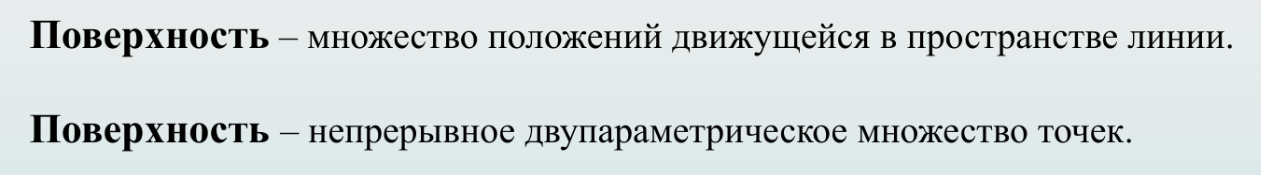 Поверхность – множество положений движущейся в пространстве линии.
Поверхность – непрерывное двупараметрическое множество точек.